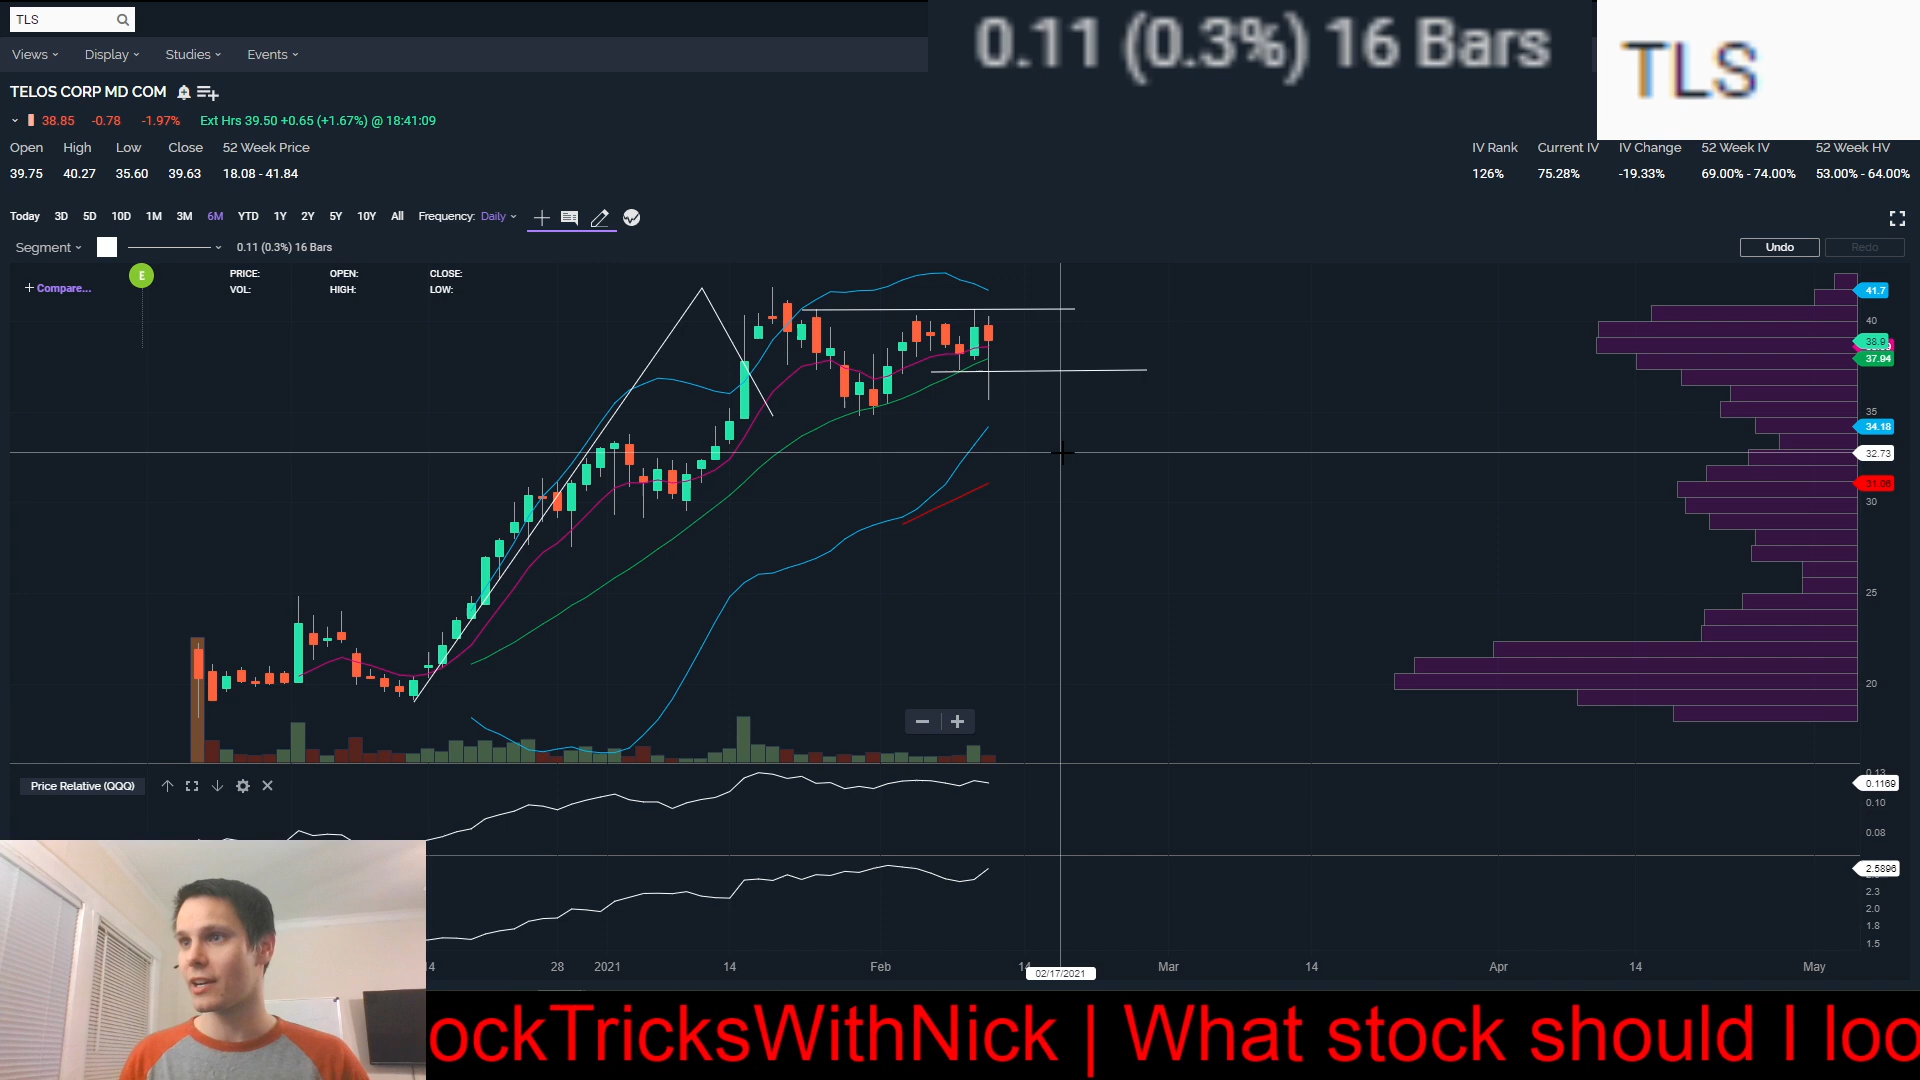 TLS
0.11 (0.3%) 16 Bars
TLS
Views Display Studies Events
TELOS CORP MD COM
38.85 -0.78 -1.97% Ext Hrs 39.50 +0.65 (+1.67%) @ 18:41:09
Open High Low Close 52 Week Price
39.75 40.27 35.60 39.63 18.08 - 41.84
IV Rank Current IV IV Change 52 Week IV 52 Week HV
126% 75.28% -19.33% 69.00% - 74.00% 53.00% - 64.00%
Today 3D 5D 10D 1M 3M 6M YTD 1Y 2Y 5Y 10Y All Frequency: Daily
Segment 0.11 (0.3%) 16 Bars Undo Redo
+ Compare...
E
PRICE: OPEN: CLOSE:
VOL: HIGH: LOW:
41.7
40
38.9
37.94
35
34.18
32.73
31.06
30
25
20
Price Relative (QQQ)
0.13
0.1169
0.10
0.08
2.5896
2.3
2.0
1.8
1.5
14 28 2021 14 Feb 14 Mar 14 Apr 14 May
02/17/2021
ockTricksWithNick | What stock should I loo